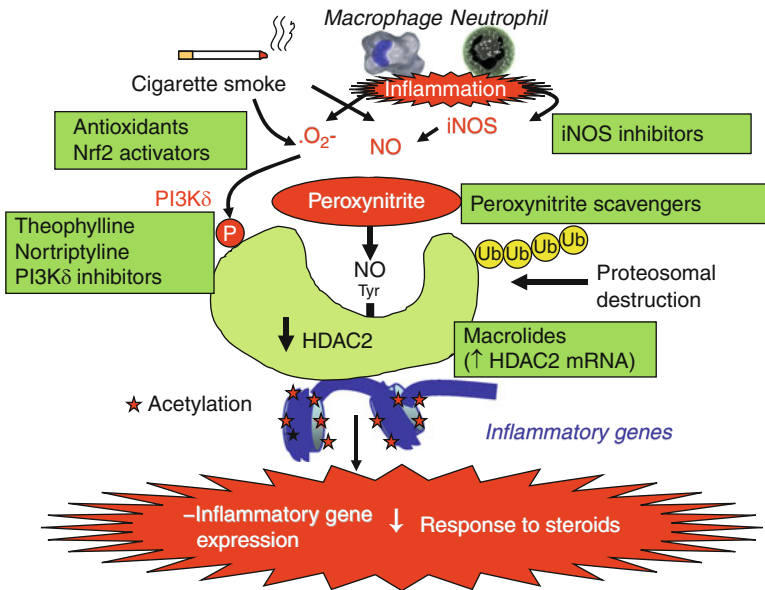 Macrophage Neutrophil
Cigarette smoke
Inflammation
Antioxidants
Nrf2 activators
.O2-
NO
iNOS
iNOS inhibitors
PI3Kδ
P
Peroxynitrite
Peroxynitrite scavengers
Theophylline
Nortriptyline
PI3Kδ inhibitors
Ub Ub Ub Ub
NO
Tyr
Proteosomal
destruction
HDAC2
Macrolides
(↑ HDAC2 mRNA)
Acetylation
Inflammatory genes
–Inflammatory gene
expression
↓ Response to steroids